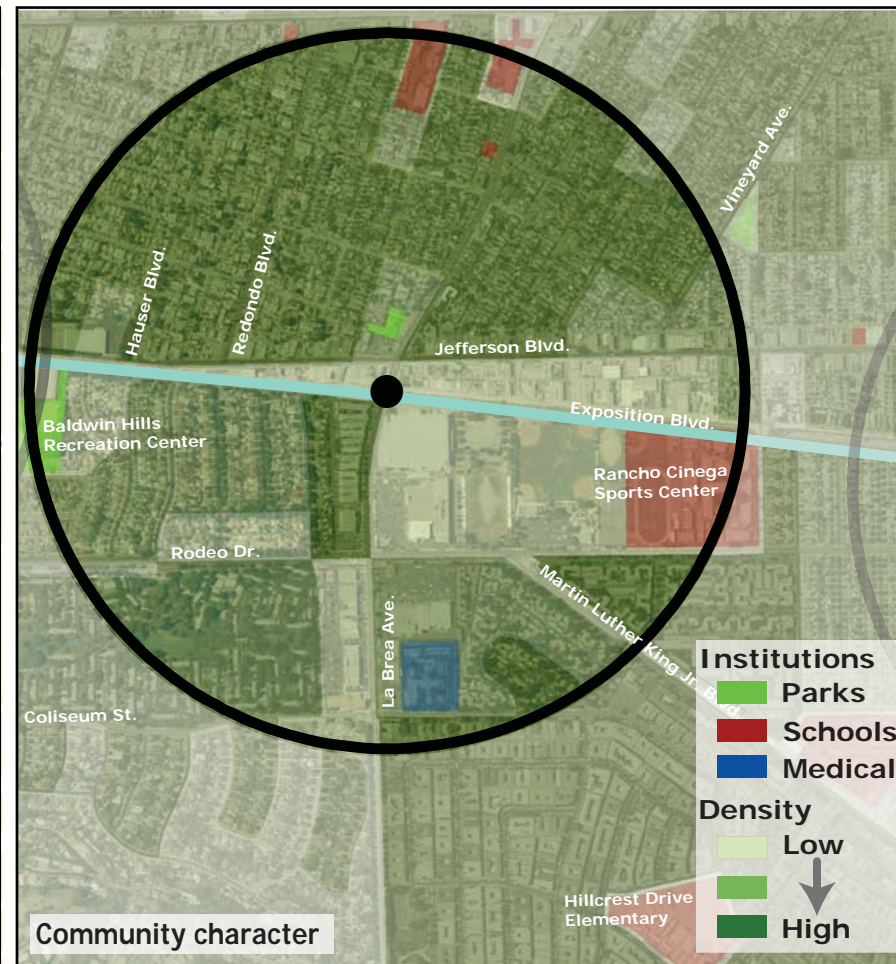 Vineyard Ave.
Hauser Blvd.
Redondo Blvd.
Jefferson Blvd.
Exposition Blvd.
Baldwin Hills
Recreation Center
Rancho Cinega
Sports Center
Rodeo Dr.
Martin Luther King Jr. Blvd.
La Brea Ave.
Coliseum St.
Hillcrest Drive
Elementary
Institutions
Parks
Schools
Medical
Density
Low
High
Community character